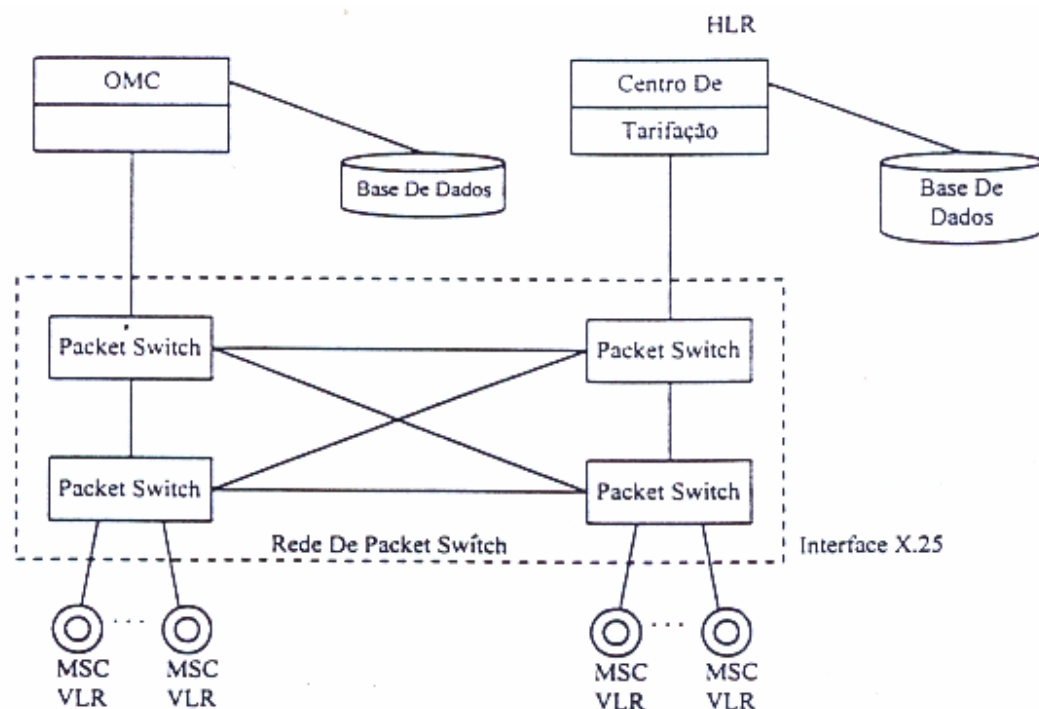 HLR
OMC
Centro De
Tarifação
Base De Dados
Base De
Dados
Packet Switch
Packet Switch
Packet Switch
Packet Switch
Rede De Packet Switch
Interface X.25
... ...
MSC MSC MSC MSC
VLR VLR VLR VLR